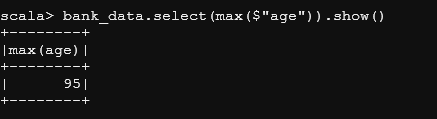 scala> bank_data.select(max($"age")).show()
+--------+
|max(age)|
+--------+
|      95|
+--------+